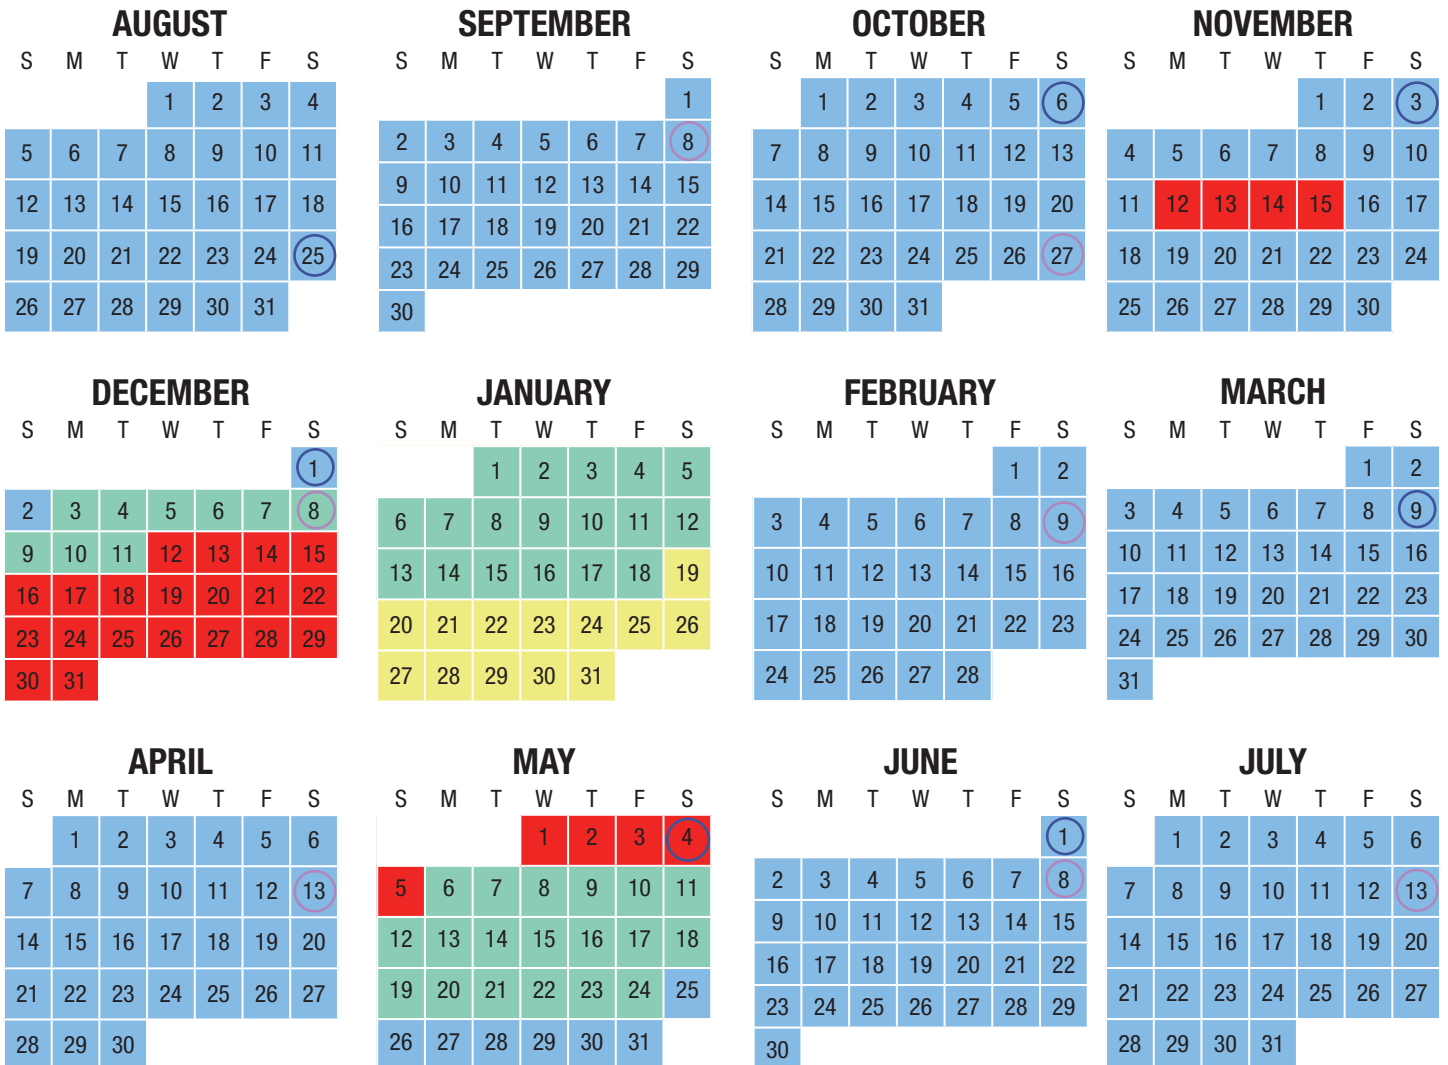 AUGUST
S M T W T F S
1 2 3 4
5 6 7 8 9 10 11
12 13 14 15 16 17 18
19 20 21 22 23 24 25
26 27 28 29 30 31
SEPTEMBER
S M T W T F S
1
2 3 4 5 6 7 8
9 10 11 12 13 14 15
16 17 18 19 20 21 22
23 24 25 26 27 28 29
30
OCTOBER
S M T W T F S
1 2 3 4 5 6
7 8 9 10 11 12 13
14 15 16 17 18 19 20
21 22 23 24 25 26 27
28 29 30 31
NOVEMBER
S M T W T F S
1 2 3
4 5 6 7 8 9 10
11 12 13 14 15 16 17
18 19 20 21 22 23 24
25 26 27 28 29 30
DECEMBER
S M T W T F S
1
2 3 4 5 6 7 8
9 10 11 12 13 14 15
16 17 18 19 20 21 22
23 24 25 26 27 28 29
30 31
JANUARY
S M T W T F S
1 2 3 4 5
6 7 8 9 10 11 12
13 14 15 16 17 18 19
20 21 22 23 24 25 26
27 28 29 30 31
FEBRUARY
S M T W T F S
1 2
3 4 5 6 7 8 9
10 11 12 13 14 15 16
17 18 19 20 21 22 23
24 25 26 27 28
MARCH
S M T W T F S
1 2
3 4 5 6 7 8 9
10 11 12 13 14 15 16
17 18 19 20 21 22 23
24 25 26 27 28 29 30
31
APRIL
S M T W T F S
1 2 3 4 5 6
7 8 9 10 11 12 13
14 15 16 17 18 19 20
21 22 23 24 25 26 27
28 29 30
MAY
S M T W T F S
1 2 3 4
5 6 7 8 9 10 11
12 13 14 15 16 17 18
19 20 21 22 23 24 25
26 27 28 29 30 31
JUNE
S M T W T F S
1
2 3 4 5 6 7 8
9 10 11 12 13 14 15
16 17 18 19 20 21 22
23 24 25 26 27 28 29
30
JULY
S M T W T F S
1 2 3 4 5 6
7 8 9 10 11 12 13
14 15 16 17 18 19 20
21 22 23 24 25 26 27
28 29 30 31